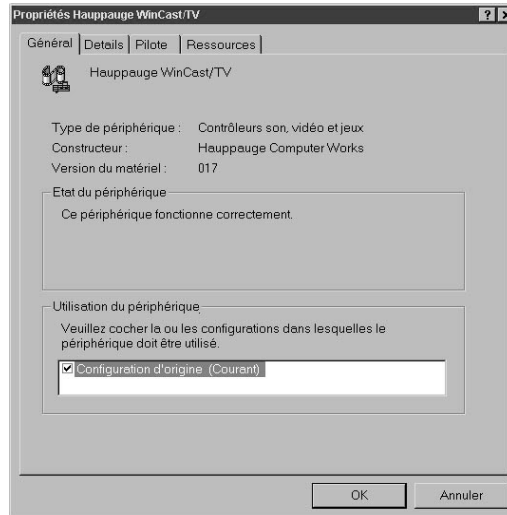 Propriétés Hauppauge WinCast/TV
Général Details Pilote Ressources
Hauppauge WinCast/TV
Type de périphérique : Contrôleurs son, vidéo et jeux
Constructeur : Hauppauge Computer Works
Version du matériel : 017
Etat du périphérique
Ce périphérique fonctionne correctement.
Utilisation du périphérique
Veuillez cocher la ou les configurations dans lesquelles le
périphérique doit être utilisé.
Configuration d'origine (Courant)
OK Annuler